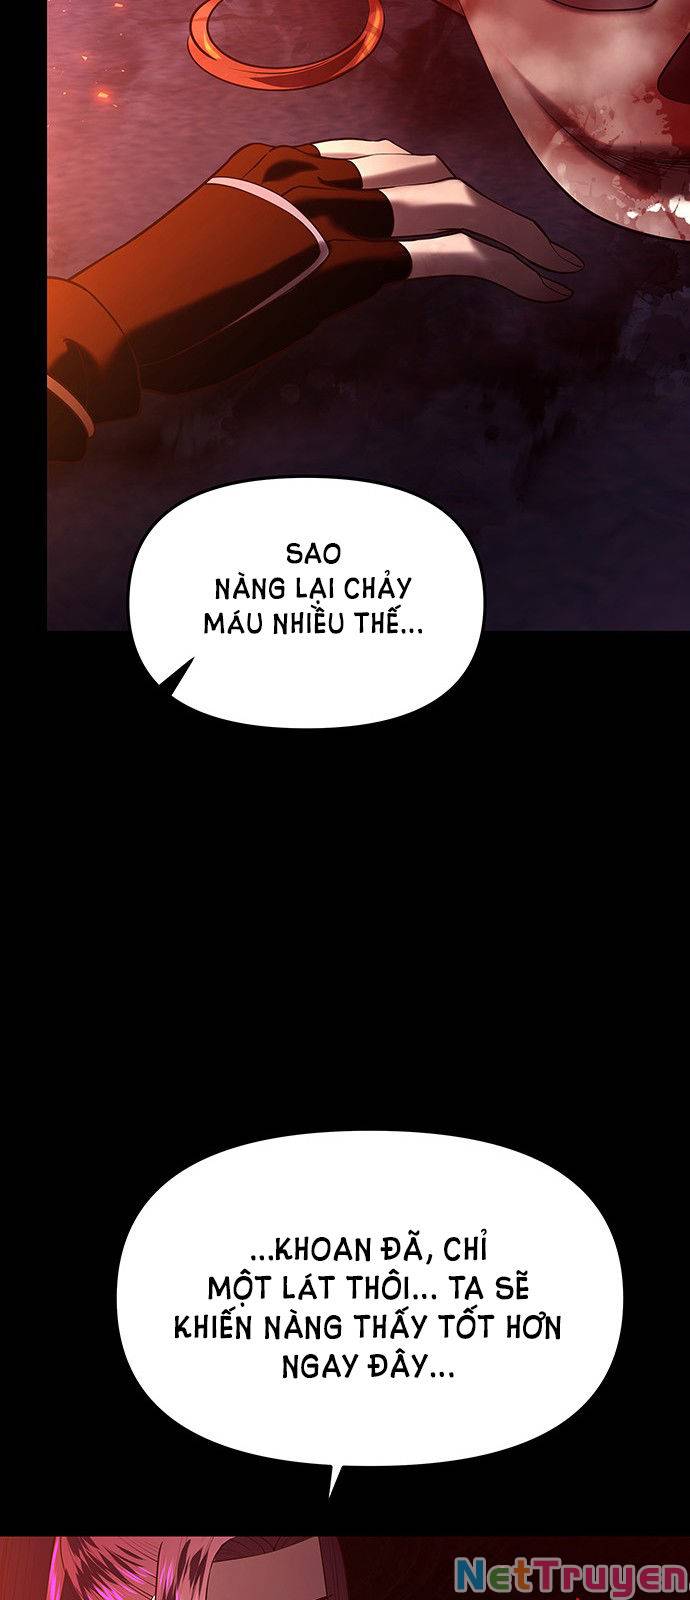 SAO
NÀNG LẠI CHẢY
MÁU NHIỀU THẾ...
...KHOAN ĐÃ, CHỈ
MỘT LÁT THÔI... TA SẼ
KHIẾN NÀNG THẤY TỐT HƠN
NGAY ĐÂY...
NetTruyen